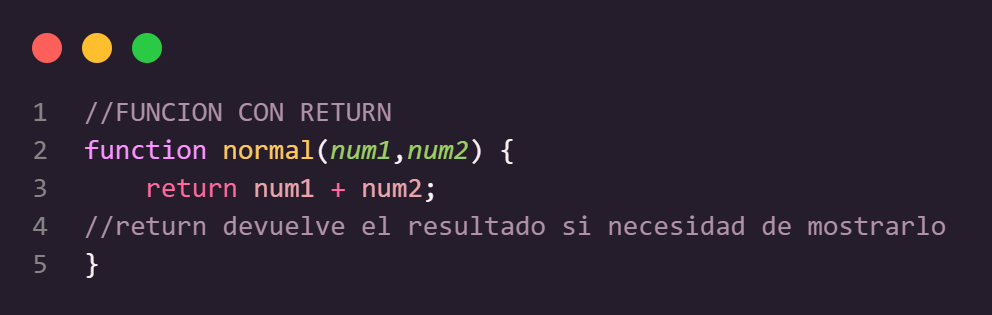 1 //FUNCION CON RETURN
2 function normal(num1,num2) {
3     return num1 + num2;
4 //return devuelve el resultado si necesidad de mostrarlo
5 }